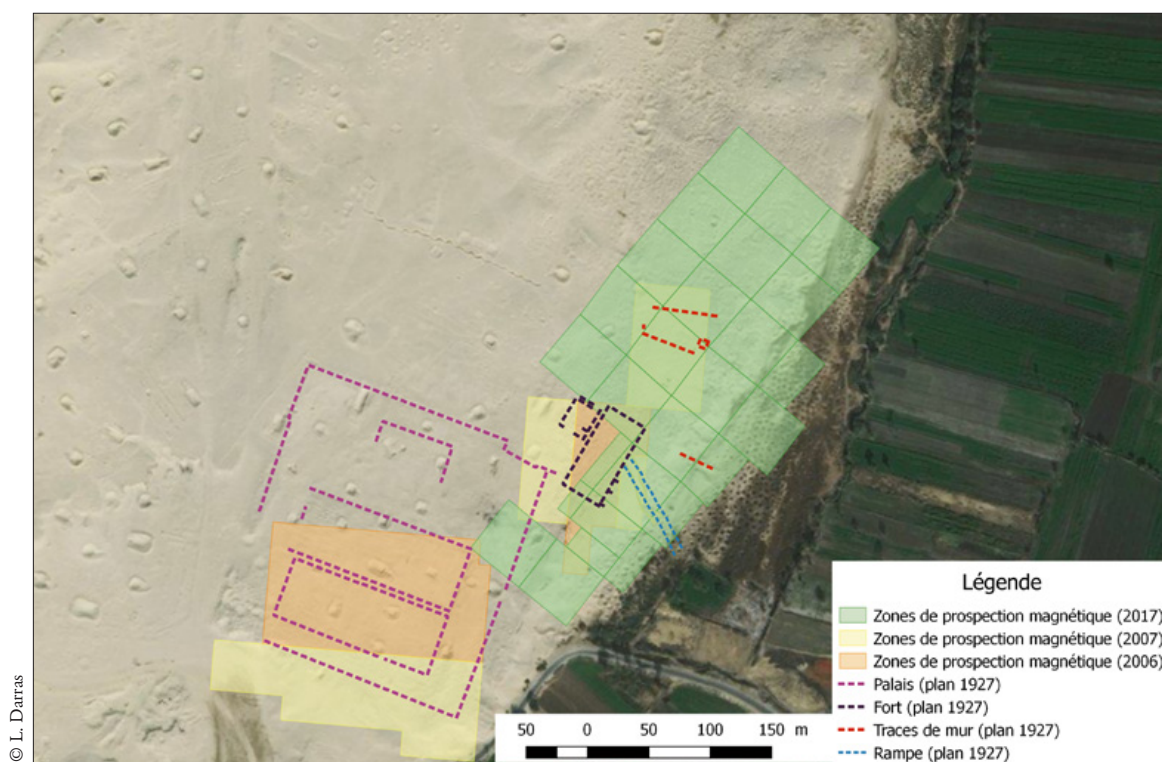 © L. Darras
Légende
Zones de prospection magnétique (2017)
Zones de prospection magnétique (2007)
Zones de prospection magnétique (2006)
Palais (plan 1927)
Fort (plan 1927)
Traces de mur (plan 1927)
Rampe (plan 1927)
50 0 50 100 150 m